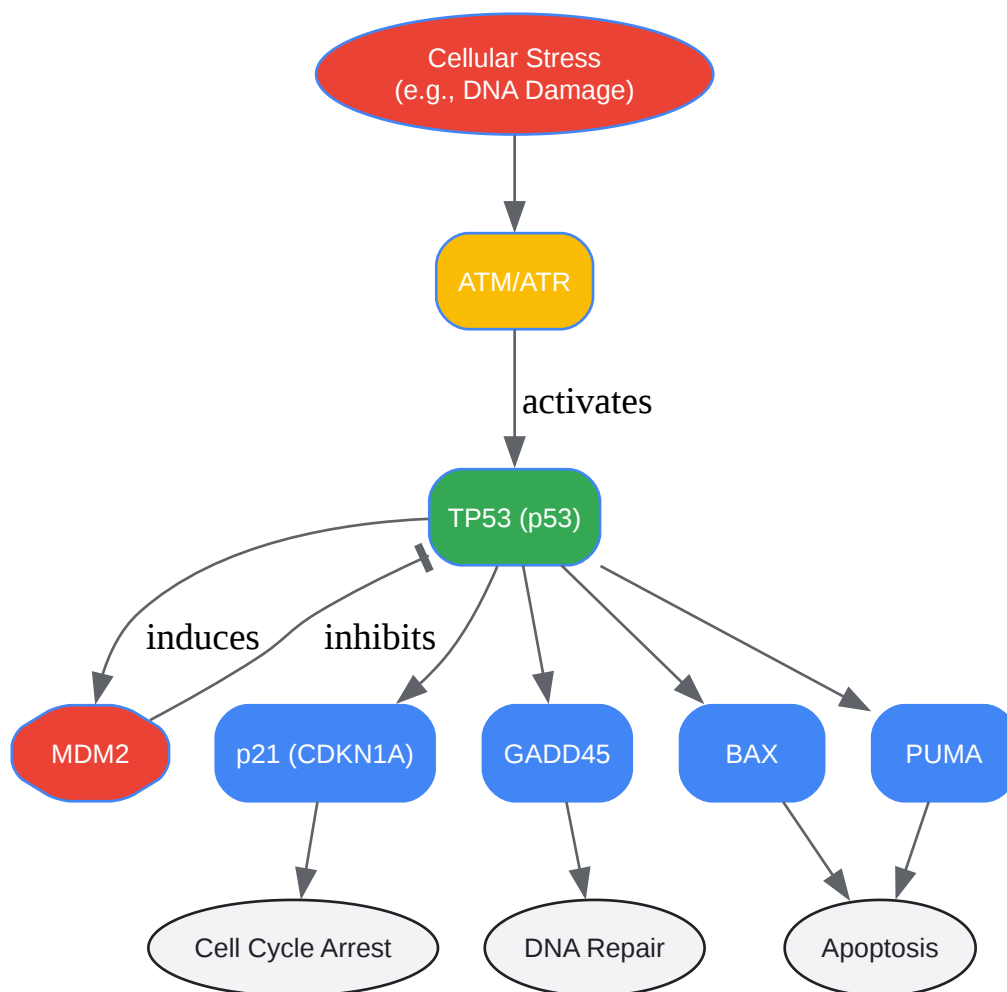 Cellular Stress
(e.g., DNA Damage)
ATM/ATR
activates
TP53 (p53)
induces
inhibits
MDM2
p21 (CDKN1A)
GADD45
BAX
PUMA
Cell Cycle Arrest
DNA Repair
Apoptosis